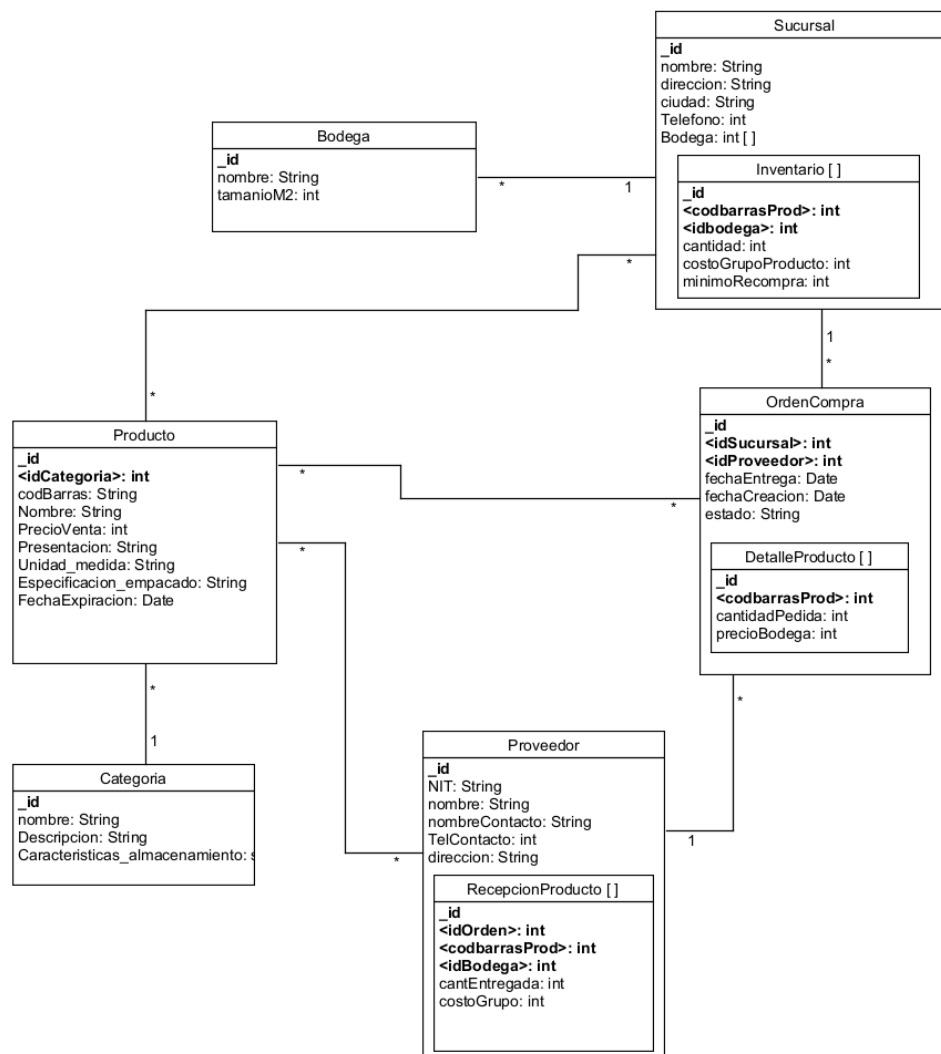 Sucursal
_id
nombre: String
direccion: String
ciudad: String
Telefono: int
Bodega: int [ ]
Inventario [ ]
_id
<codbarrasProd>: int
<idbodega>: int
cantidad: int
costoGrupoProducto: int
minimoRecompra: int
Bodega
_id
nombre: String
tamanioM2: int
*
1
*
*
1
*
Producto
_id
<idCategoria>: int
codBarras: String
Nombre: String
PrecioVenta: int
Presentacion: String
Unidad_medida: String
Especificacion_empacado: String
FechaExpiracion: Date
*
*
*
OrdenCompra
_id
<idSucursal>: int
<idProveedor>: int
fechaEntrega: Date
fechaCreacion: Date
estado: String
DetalleProducto [ ]
_id
<codbarrasProd>: int
cantidadPedida: int
precioBodega: int
*
1
*
1
*
Categoria
_id
nombre: String
Descripcion: String
Caracteristicas_almacenamiento: s
Proveedor
_id
NIT: String
nombre: String
nombreContacto: String
TelContacto: int
direccion: String
RecepcionProducto [ ]
_id
<idOrden>: int
<codbarrasProd>: int
<idBodega>: int
cantEntregada: int
costoGrupo: int